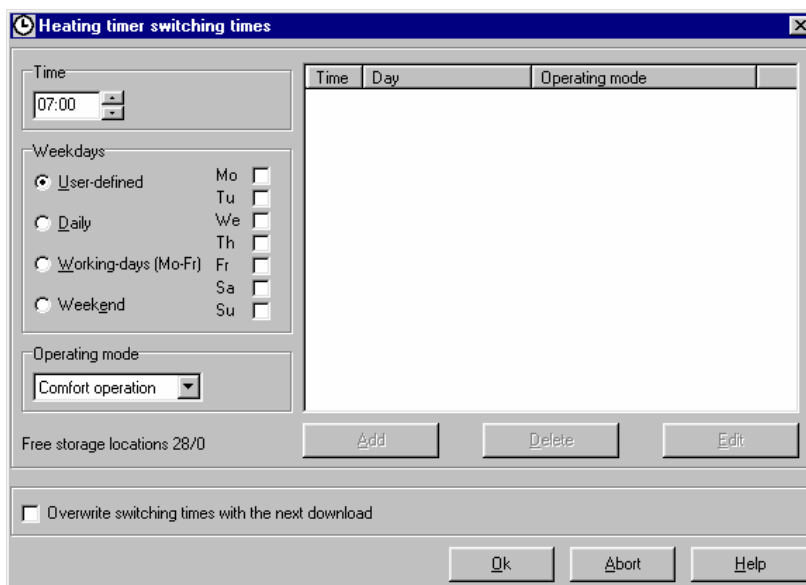 Heating timer switching times
Time
07:00
Weekdays
User-defined
Daily
Working-days (Mo-Fr)
Weekend
Mo
Tu
We
Th
Fr
Sa
Su
Operating mode
Comfort operation
Free storage locations 28/0
Time Day Operating mode
Add Delete Edit
Overwrite switching times with the next download
Ok Abort Help